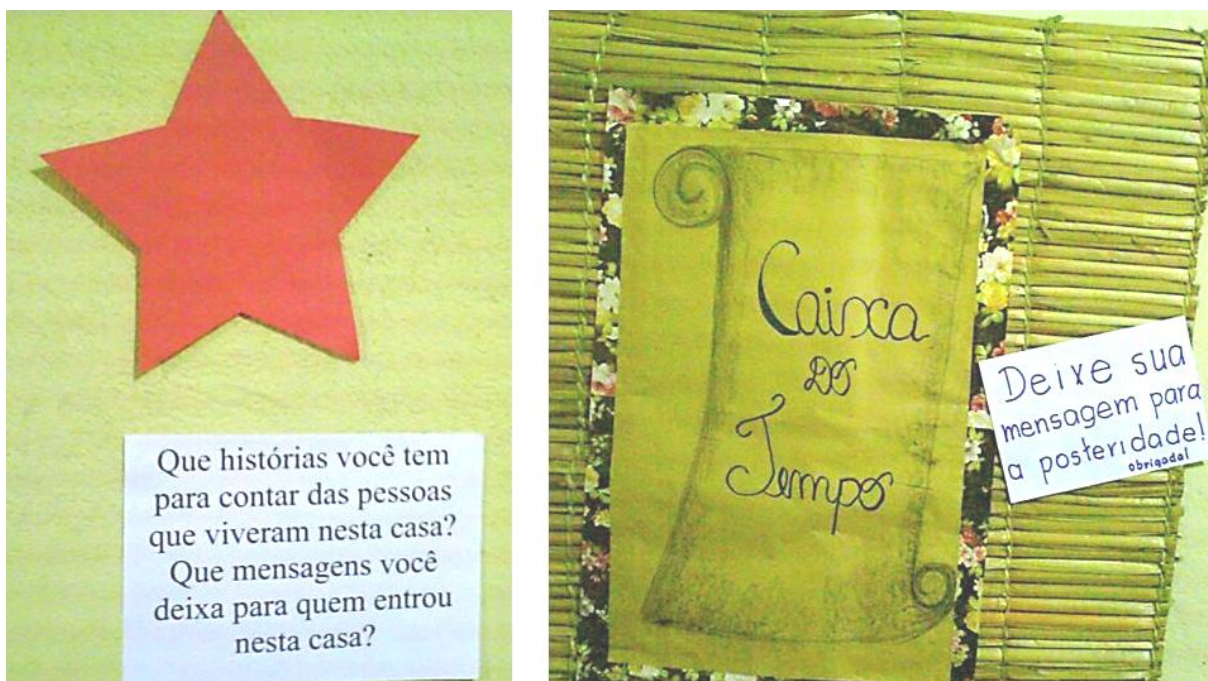 Que histórias você tem
para contar das pessoas
que viveram nesta casa?
Que mensagens você
deixa para quem entrou
nesta casa?
Caixa
do
Tempo
Deixe sua
mensagem para
a posteridade!
obrigada!